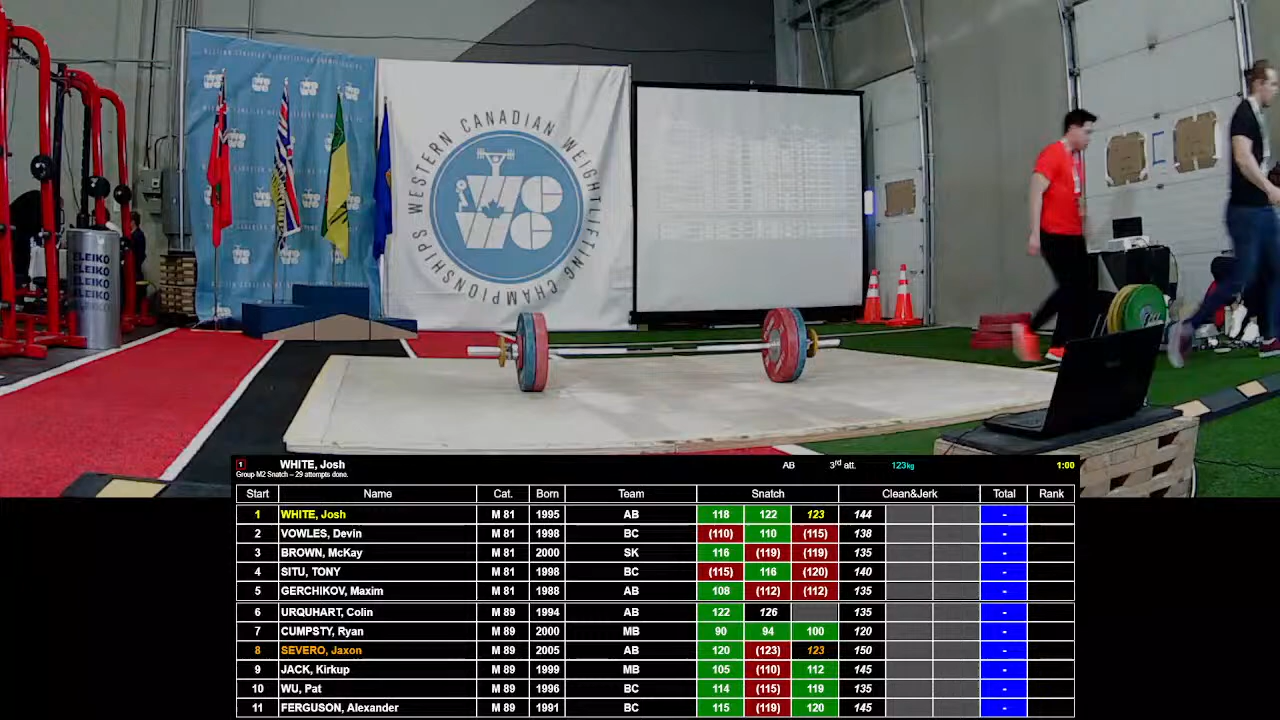 WESTERN CANADIAN WEIGHTLIFTING CHAMPIONSHIPS
WC
WC
ELEIKO
ELEIKO
ELEIKO
ELEIKO
1 WHITE, Josh AB 3rd att. 123kg 1:00
Group M2 Snatch – 29 attempts done.
Start Name Cat. Born Team Snatch Clean&Jerk Total Rank
1 WHITE, Josh M 81 1995 AB 118 122 123 144 -
2 VOWLES, Devin M 81 1998 BC (110) 110 (115) 138 -
3 BROWN, McKay M 81 2000 SK 116 (119) (119) 135 -
4 SITU, TONY M 81 1998 BC (115) 116 (120) 140 -
5 GERCHIKOV, Maxim M 81 1988 AB 108 (112) (112) 135 -
6 URQUHART, Colin M 89 1994 AB 122 126 135 -
7 CUMPSTY, Ryan M 89 2000 MB 90 94 100 120 -
8 SEVERO, Jaxon M 89 2005 AB 120 (123) 123 150 -
9 JACK, Kirkup M 89 1999 MB 105 (110) 112 145 -
10 WU, Pat M 89 1996 BC 114 (115) 119 135 -
11 FERGUSON, Alexander M 89 1991 BC 115 (119) 120 145 -